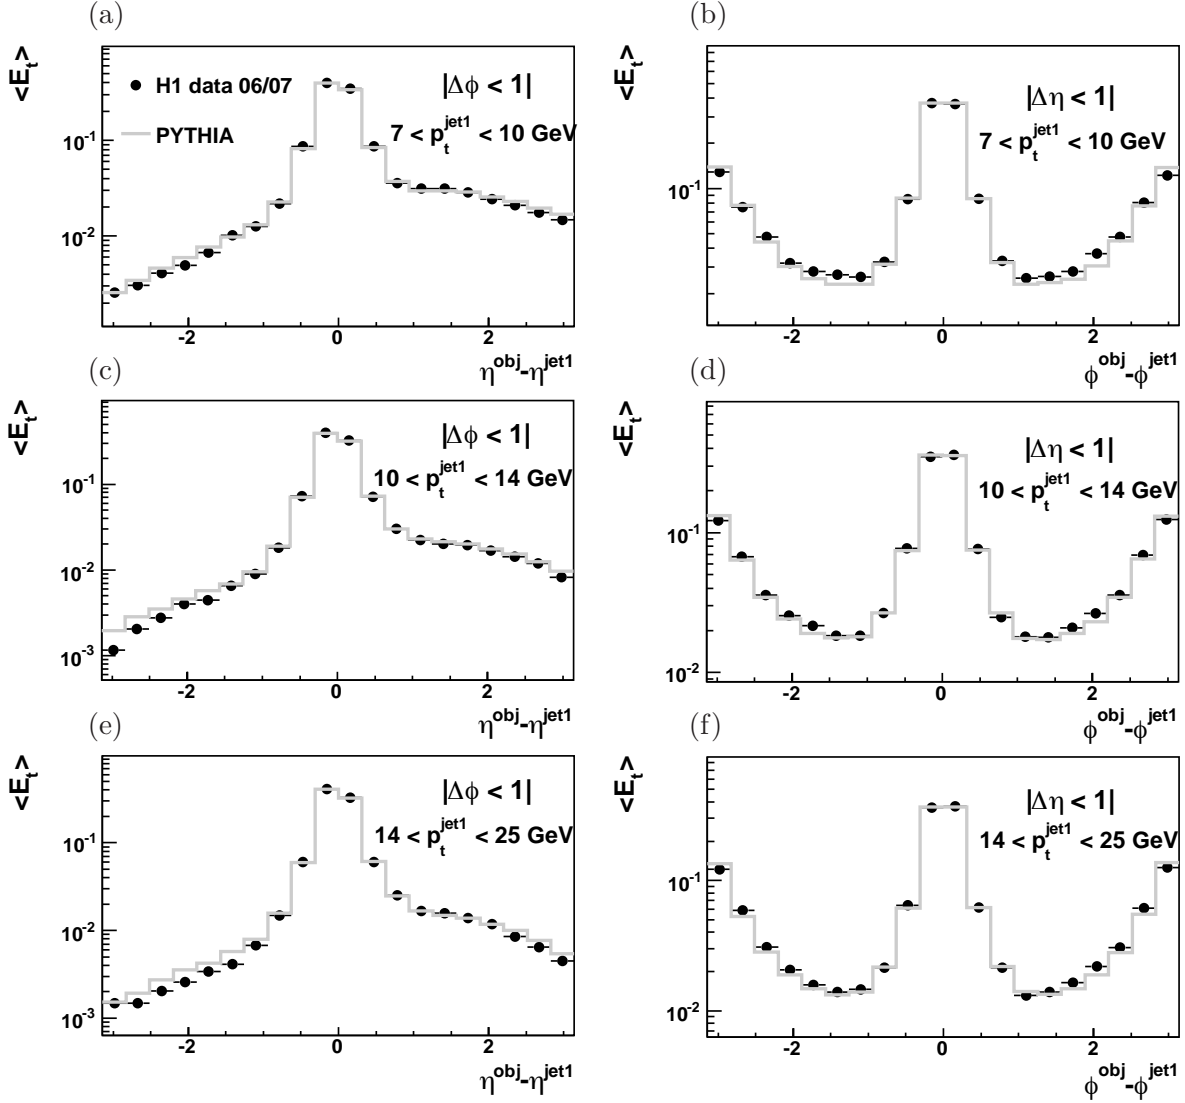 (a)
<E_t>
H1 data 06/07
PYTHIA
|Δϕ < 1|
7 < p_t^jet1 < 10 GeV
10^-1
10^-2
-2 0 2
η^obj-η^jet1
(b)
<E_t>
|Δη < 1|
7 < p_t^jet1 < 10 GeV
10^-1
-2 0 2
ϕ^obj-ϕ^jet1
(c)
<E_t>
|Δϕ < 1|
10 < p_t^jet1 < 14 GeV
10^-1
10^-2
10^-3
-2 0 2
η^obj-η^jet1
(d)
<E_t>
|Δη < 1|
10 < p_t^jet1 < 14 GeV
10^-1
10^-2
-2 0 2
ϕ^obj-ϕ^jet1
(e)
<E_t>
|Δϕ < 1|
14 < p_t^jet1 < 25 GeV
10^-1
10^-2
10^-3
-2 0 2
η^obj-η^jet1
(f)
<E_t>
|Δη < 1|
14 < p_t^jet1 < 25 GeV
10^-1
10^-2
-2 0 2
ϕ^obj-ϕ^jet1